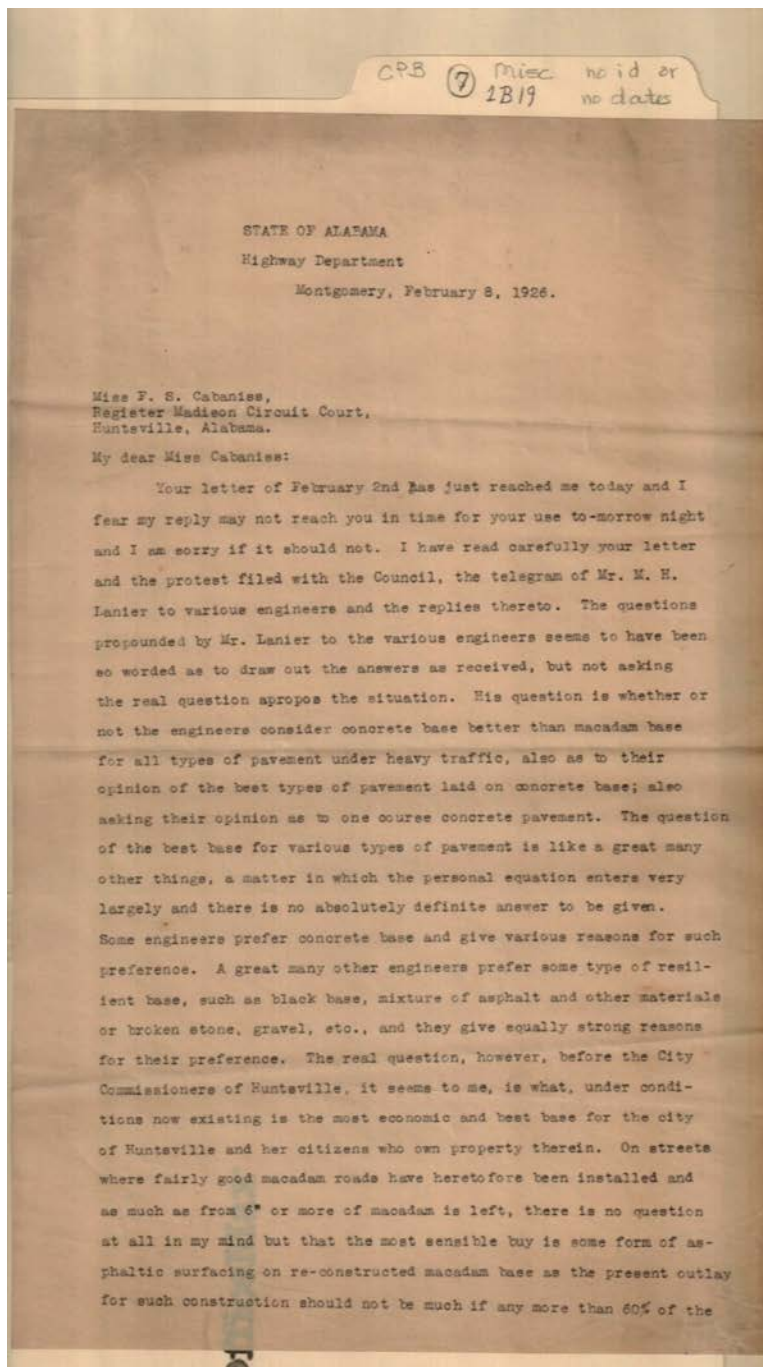 CPB 7 Misc no id or
1B19 no dates
STATE OF ALABAMA
Highway Department
Montgomery, February 8, 1926.
Miss F. S. Cabaniss,
Register Madison Circuit Court,
Huntsville, Alabama.
My dear Miss Cabaniss:
Your letter of February 2nd has just reached me today and I
fear my reply may not reach you in time for your use to-morrow night
and I am sorry if it should not. I have read carefully your letter
and the protest filed with the Council, the telegram of Mr. M. H.
Lanier to various engineers and the replies thereto. The questions
propounded by Mr. Lanier to the various engineers seems to have been
so worded as to draw out the answers as received, but not asking
the real question apropos the situation. His question is whether or
not the engineers consider concrete base better than macadam base
for all types of pavement under heavy traffic, also as to their
opinion of the best types of pavement laid on concrete base; also
asking their opinion as to one course concrete pavement. The question
of the best base for various types of pavement is like a great many
other things, a matter in which the personal equation enters very
largely and there is no absolutely definite answer to be given.
Some engineers prefer concrete base and give various reasons for such
preference. A great many other engineers prefer some type of resil-
ient base, such as black base, mixture of asphalt and other materials
or broken stone, gravel, etc., and they give equally strong reasons
for their preference. The real question, however, before the City
Commissioners of Huntsville, it seems to me, is what, under condi-
tions now existing is the most economic and best base for the city
of Huntsville and her citizens who own property therein. On streets
where fairly good macadam roads have heretofore been installed and
as much as from 6" or more of macadam is left, there is no question
at all in my mind but that the most sensible buy is some form of as-
phaltic surfacing on re-constructed macadam base as the present outlay
for such construction should not be much if any more than 60% of the